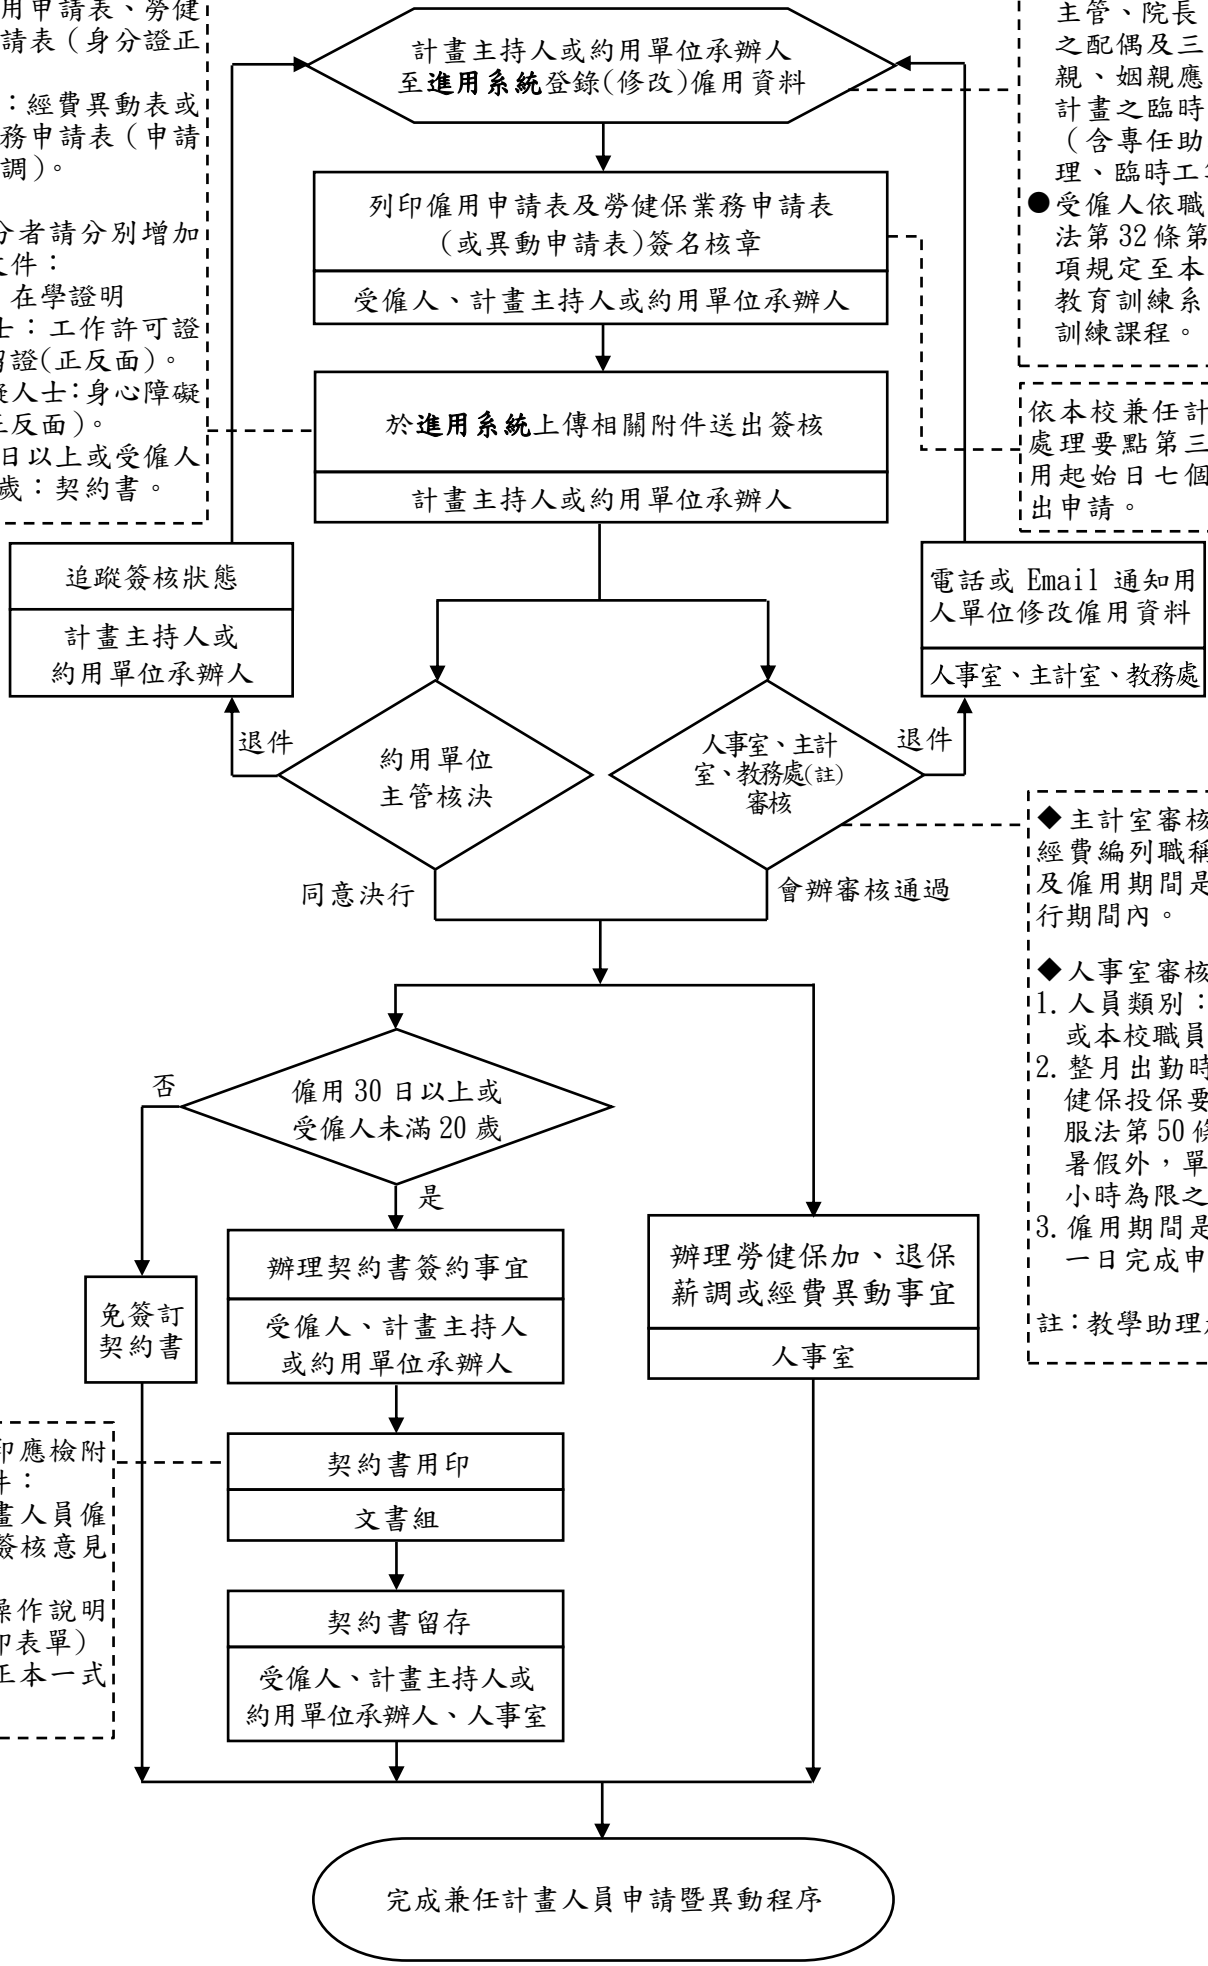 用申請表、勞健
請表（身分證正
：經費異動表或
務申請表（申請
調）。
分者請分別增加
文件：
在學證明
士：工作許可證
留證(正反面)。
礙人士：身心障礙
正反面）。
日以上或受僱人
歲：契約書。
計畫主持人或約用單位承辦人
至進用系統登錄(修改)僱用資料
主管、院長
之配偶及三
親、姻親應
計畫之臨時
（含專任助
理、臨時工
●受僱人依職
法第32條第
項規定至本
教育訓練系
訓練課程。
列印僱用申請表及勞健保業務申請表
(或異動申請表)簽名核章
受僱人、計畫主持人或約用單位承辦人
依本校兼任計
處理要點第三
用起始日七個
出申請。
於進用系統上傳相關附件送出簽核
計畫主持人或約用單位承辦人
追蹤簽核狀態
計畫主持人或
約用單位承辦人
電話或 Email 通知用
人單位修改僱用資料
人事室、主計室、教務處
退件
約用單位
主管核決
人事室、主計
室、教務處(註)
審核
退件
同意決行
會辦審核通過
◆主計室審核
經費編列職稱
及僱用期間是
行期間內。
◆人事室審核
1.人員類別：
或本校職員
2.整月出勤時
健保投保要
服法第50條
暑假外，單
小時為限之
3.僱用期間是
一日完成申
註：教學助理
否
僱用30日以上或
受僱人未滿20歲
是
免簽訂
契約書
辦理契約書簽約事宜
受僱人、計畫主持人
或約用單位承辦人
辦理勞健保加、退保
薪調或經費異動事宜
人事室
印應檢附
件：
畫人員僱
簽核意見
操作說明
印表單）
正本一式
契約書用印
文書組
契約書留存
受僱人、計畫主持人或
約用單位承辦人、人事室
完成兼任計畫人員申請暨異動程序